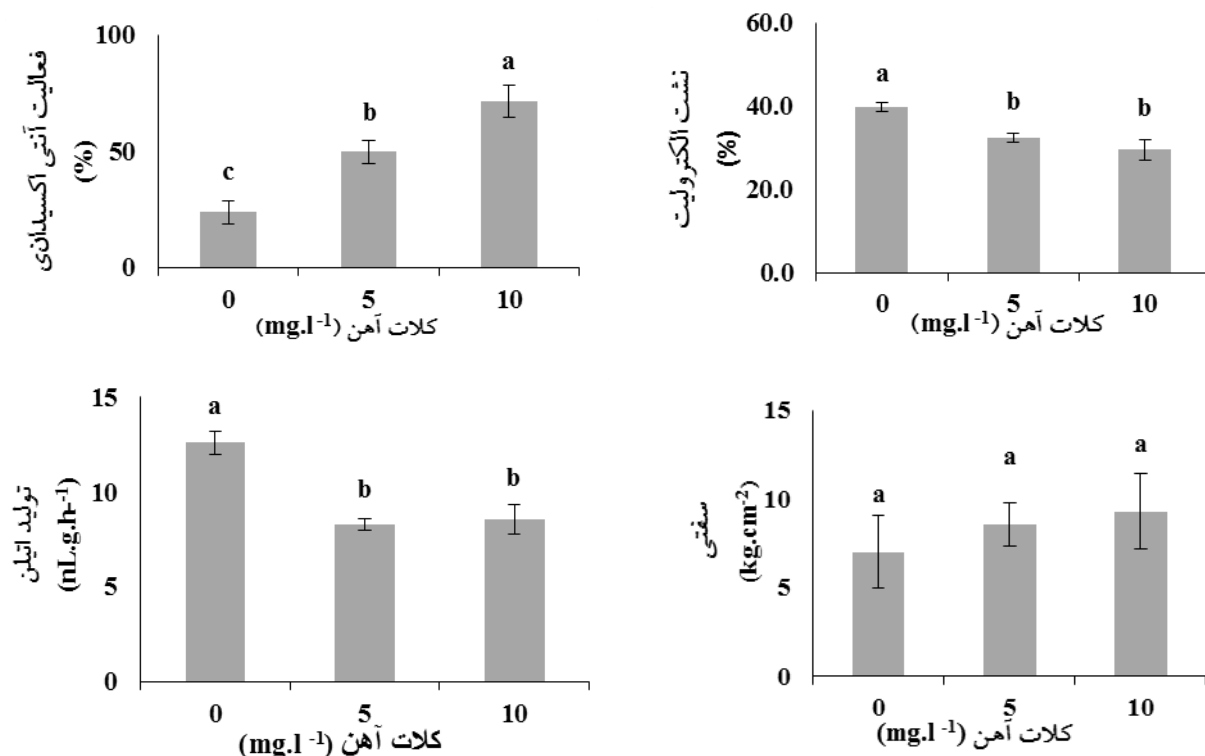 فعالیت آنتی اکسیدانی
(%)
100
50
0
c
b
a
0 5 10
کلات آهن (mg.l⁻¹)
نشت الکترولیت
(%)
60.0
40.0
20.0
0.0
a
b
b
0 5 10
کلات آهن (mg.l⁻¹)
تولید اتیلن
(nL.g.h-⁻¹)
15
10
5
0
a
b
b
0 5 10
کلات آهن (mg.l⁻¹)
سفتی
(kg.cm⁻²)
15
10
5
0
a
a
a
0 5 10
کلات آهن (mg.l⁻¹)